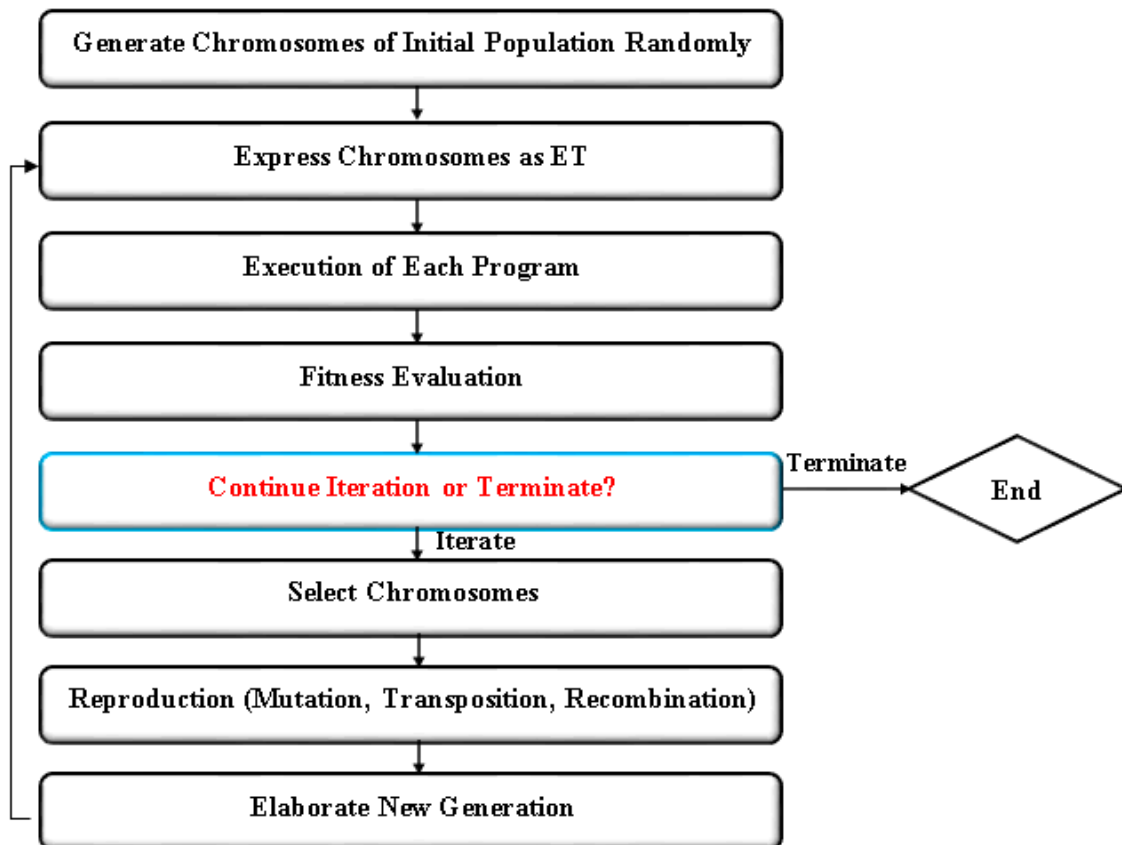 Generate Chromosomes of Initial Population Randomly
Express Chromosomes as ET
Execution of Each Program
Fitness Evaluation
Continue Iteration or Terminate?
Terminate
End
Iterate
Select Chromosomes
Reproduction (Mutation, Transposition, Recombination)
Elaborate New Generation